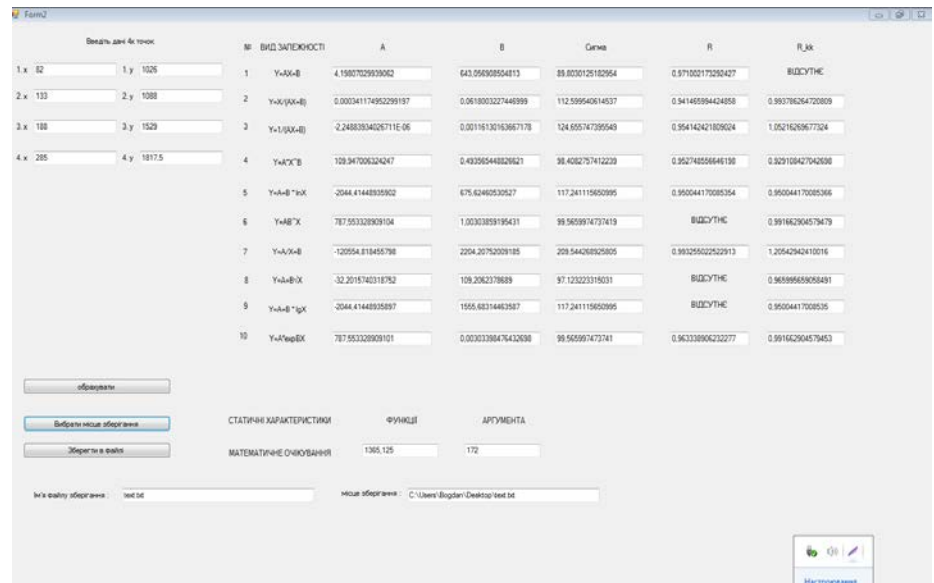 Form2
Введіть дані 4х точок:
№ ВИД ЗАЛЕЖНОСТІ A B Сигма R R_kk
1.x 82 1.y 1026
2.x 133 2.y 1088
3.x 188 3.y 1529
4.x 285 4.y 1817.5
1 Y=AX+B 4,19807029939062 643,056908504813 89,8030125182954 0,971002173292427 ВІДСУТНЄ
2 Y=X/(AX+B) 0,000341174952299197 0,0618003227446999 112,599540614537 0,941465994424858 0,993786264720809
3 Y=1/(AX+B) -2,24883934026711E-06 0,00116130163667178 124,655747395549 0,954142421809024 1,05216269677324
4 Y=A*X^B 109,947006324247 0,493565448826621 98,4082757412239 0,952748556646198 0,929108427042698
5 Y=A+B *lnX -2044,41448935902 675,62460530527 117,241115650995 0,950044170085354 0,950044170085366
6 Y=AB^X 787,553328909104 1,00303859195431 99,5659974737419 ВІДСУТНЄ 0,991662904579479
7 Y=A/X+B -120554,818455798 2204,20752009185 209,544268925805 0,993255022522913 1,20542942410016
8 Y=A+B√X -32,2015740318752 109,2062378689 97,123223315031 ВІДСУТНЄ 0,965995659058491
9 Y=A+B *lgX -2044,41448935897 1555,68314463587 117,241115650995 ВІДСУТНЄ 0,95004417008535
10 Y=A*expBX 787,553328909101 0,00303398476432698 99,565997473741 0,963338906232277 0,991662904579453
обрахувати
Вибрати місце зберігання
Зберегти в файлі
СТАТИЧНІ ХАРАКТЕРИСТИКИ ФУНКЦІЇ АРГУМЕНТА
МАТЕМАТИЧНЕ ОЧІКУВАННЯ 1365,125 172
Ім'я файлу зберігання : text.txt
місце зберігання : C:\Users\Bogdan\Desktop\text.txt
Настроювання